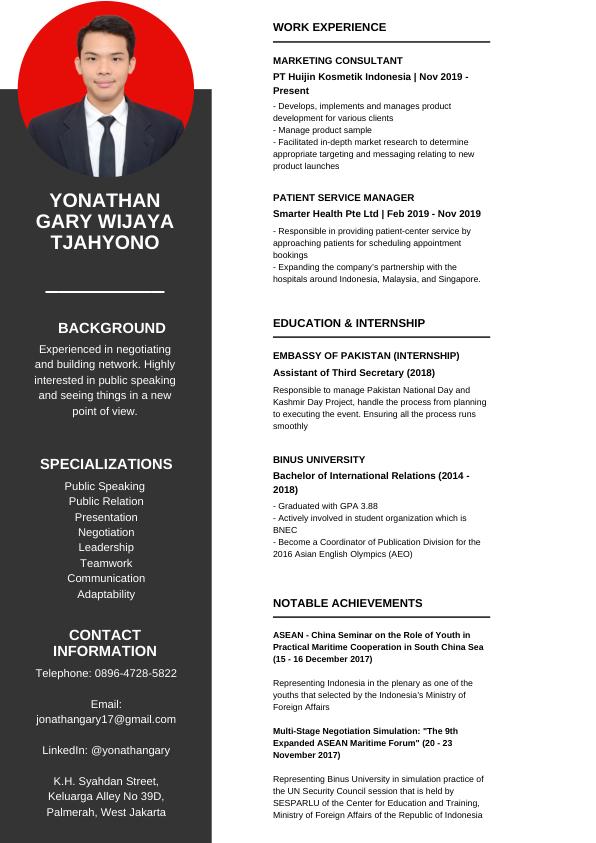 YONATHAN
GARY WIJAYA
TJAHYONO
BACKGROUND
Experienced in negotiating
and building network. Highly
interested in public speaking
and seeing things in a new
point of view.
SPECIALIZATIONS
Public Speaking
Public Relation
Presentation
Negotiation
Leadership
Teamwork
Communication
Adaptability
CONTACT
INFORMATION
Telephone: 0896-4728-5822
Email:
jonathangary17@gmail.com
LinkedIn: @yonathangary
K.H. Syahdan Street,
Keluarga Alley No 39D,
Palmerah, West Jakarta
WORK EXPERIENCE
MARKETING CONSULTANT
PT Huijin Kosmetik Indonesia | Nov 2019 -
Present
- Develops, implements and manages product
development for various clients
- Manage product sample
- Facilitated in-depth market research to determine
appropriate targeting and messaging relating to new
product launches
PATIENT SERVICE MANAGER
Smarter Health Pte Ltd | Feb 2019 - Nov 2019
- Responsible in providing patient-center service by
approaching patients for scheduling appointment
bookings
- Expanding the company's partnership with the
hospitals around Indonesia, Malaysia, and Singapore.
EDUCATION & INTERNSHIP
EMBASSY OF PAKISTAN (INTERNSHIP)
Assistant of Third Secretary (2018)
Responsible to manage Pakistan National Day and
Kashmir Day Project, handle the process from planning
to executing the event. Ensuring all the process runs
smoothly
BINUS UNIVERSITY
Bachelor of International Relations (2014 -
2018)
- Graduated with GPA 3.88
- Actively involved in student organization which is
BNEC
- Become a Coordinator of Publication Division for the
2016 Asian English Olympics (AEO)
NOTABLE ACHIEVEMENTS
ASEAN - China Seminar on the Role of Youth in
Practical Maritime Cooperation in South China Sea
(15 - 16 December 2017)
Representing Indonesia in the plenary as one of the
youths that selected by the Indonesia's Ministry of
Foreign Affairs
Multi-Stage Negotiation Simulation: "The 9th
Expanded ASEAN Maritime Forum" (20 - 23
November 2017)
Representing Binus University in simulation practice of
the UN Security Council session that is held by
SESPARLU of the Center for Education and Training,
Ministry of Foreign Affairs of the Republic of Indonesia